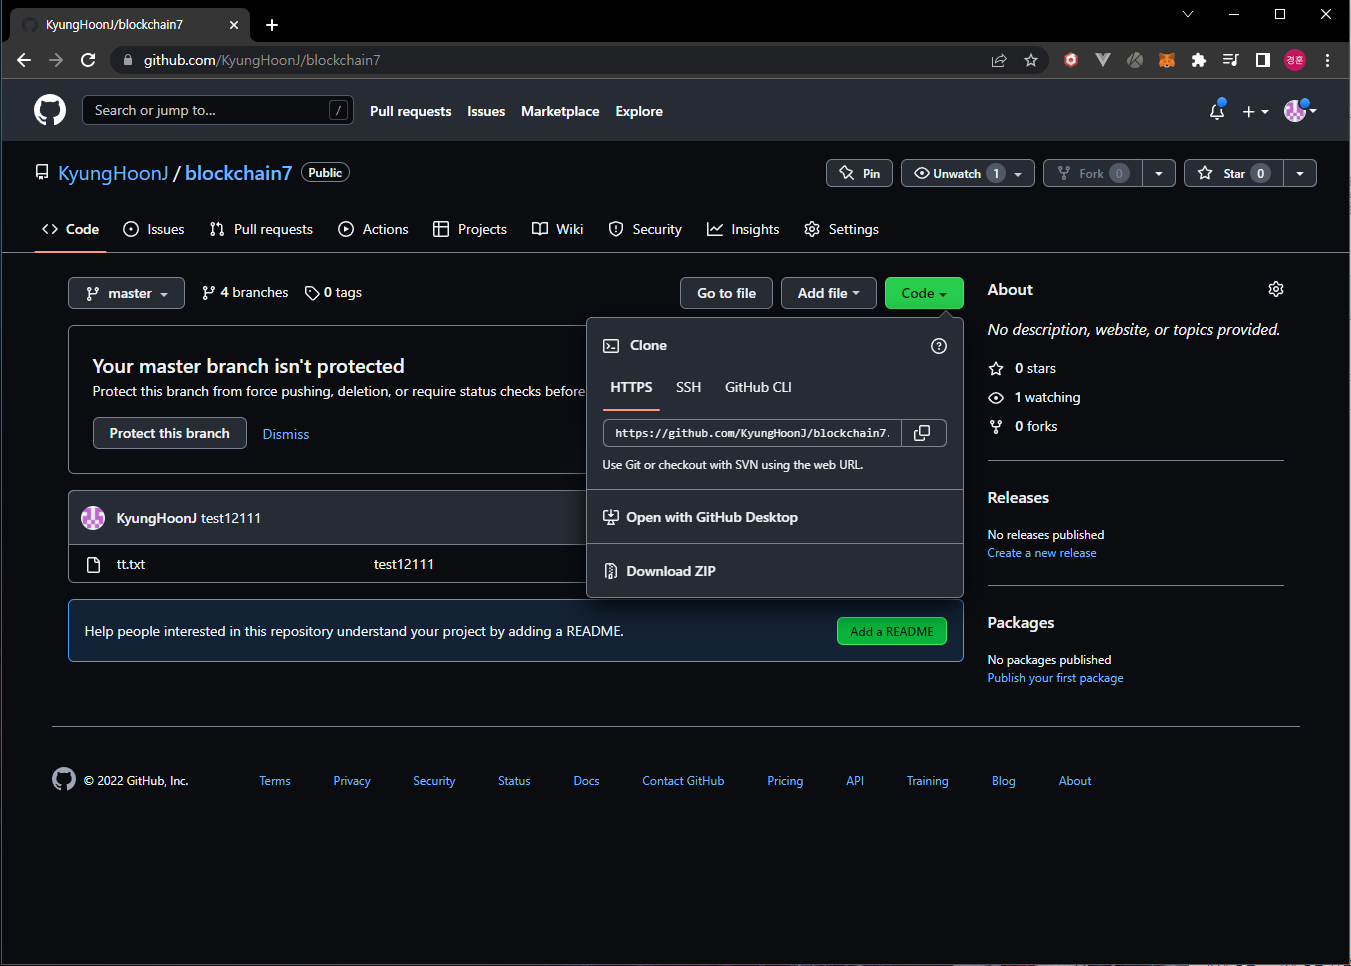 KyungHoonJ/blockchain7
github.com/KyungHoonJ/blockchain7
경훈
Search or jump to... /
Pull requests Issues Marketplace Explore
KyungHoonJ / blockchain7 Public
Pin Unwatch 1 Fork 0 Star 0
Code Issues Pull requests Actions Projects Wiki Security Insights Settings
master 4 branches 0 tags Go to file Add file Code
Your master branch isn't protected
Protect this branch from force pushing, deletion, or require status checks before
Protect this branch Dismiss
KyungHoonJ test12111
tt.txt test12111
Clone
HTTPS SSH GitHub CLI
https://github.com/KyungHoonJ/blockchain7.
Use Git or checkout with SVN using the web URL.
Open with GitHub Desktop
Download ZIP
Help people interested in this repository understand your project by adding a README.
Add a README
About
No description, website, or topics provided.
0 stars
1 watching
0 forks
Releases
No releases published
Create a new release
Packages
No packages published
Publish your first package
© 2022 GitHub, Inc. Terms Privacy Security Status Docs Contact GitHub Pricing API Training Blog About